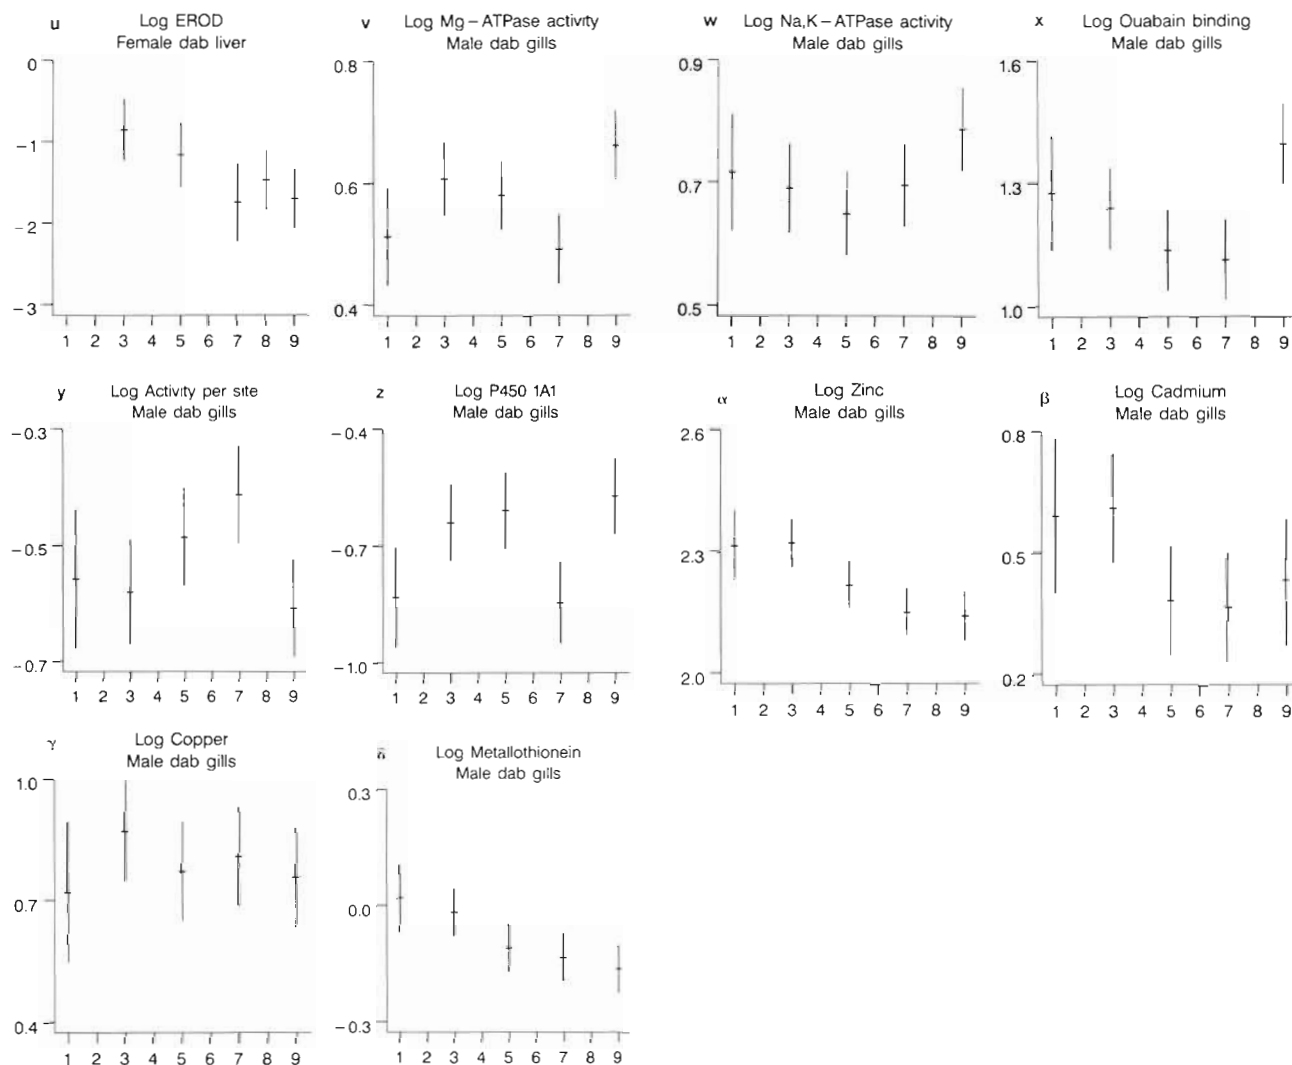 u
Log EROD
Female dab liver
0
−1
−2
−3
1 2 3 4 5 6 7 8 9
v
Log Mg−ATPase activity
Male dab gills
0.8
0.6
0.4
1 2 3 4 5 6 7 8 9
w
Log Na,K−ATPase activity
Male dab gills
0.9
0.7
0.5
1 2 3 4 5 6 7 8 9
x
Log Ouabain binding
Male dab gills
1.6
1.3
1.0
1 2 3 4 5 6 7 8 9
y
Log Activity per site
Male dab gills
−0.3
−0.5
−0.7
1 2 3 4 5 6 7 8 9
z
Log P450 1A1
Male dab gills
−0.4
−0.7
−1.0
1 2 3 4 5 6 7 8 9
α
Log Zinc
Male dab gills
2.6
2.3
2.0
1 2 3 4 5 6 7 8 9
β
Log Cadmium
Male dab gills
0.8
0.5
0.2
1 2 3 4 5 6 7 8 9
γ
Log Copper
Male dab gills
1.0
0.7
0.4
1 2 3 4 5 6 7 8 9
δ
Log Metallothionein
Male dab gills
0.3
0.0
−0.3
1 2 3 4 5 6 7 8 9